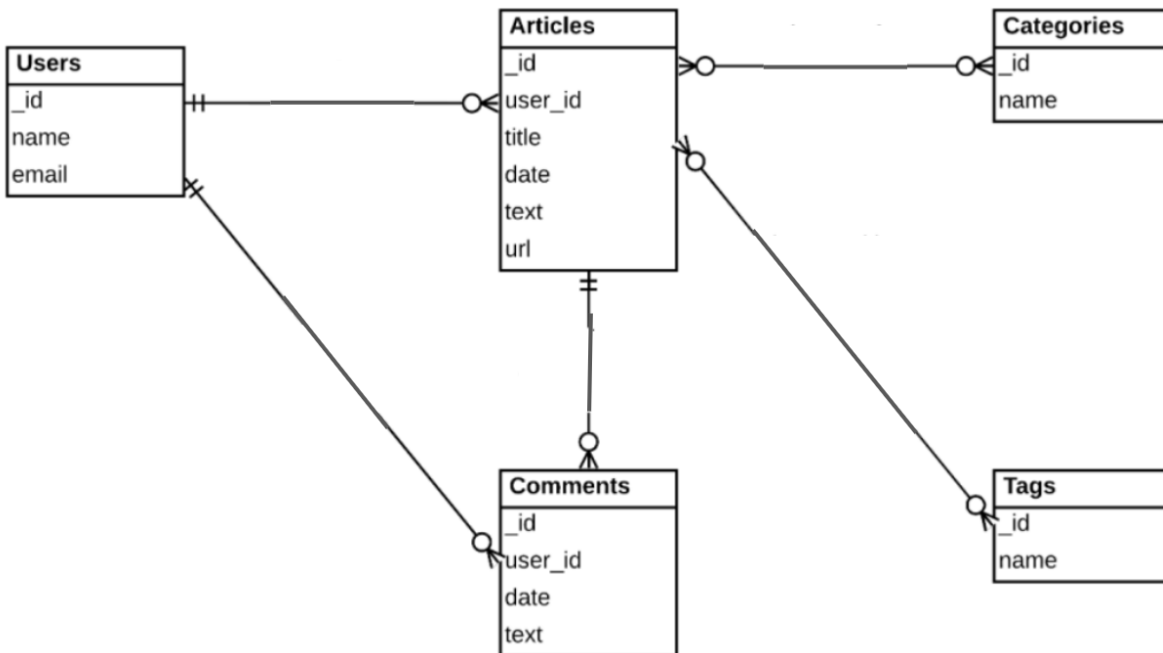 Users
_id
name
email
Articles
_id
user_id
title
date
text
url
Categories
_id
name
Comments
_id
user_id
date
text
Tags
_id
name